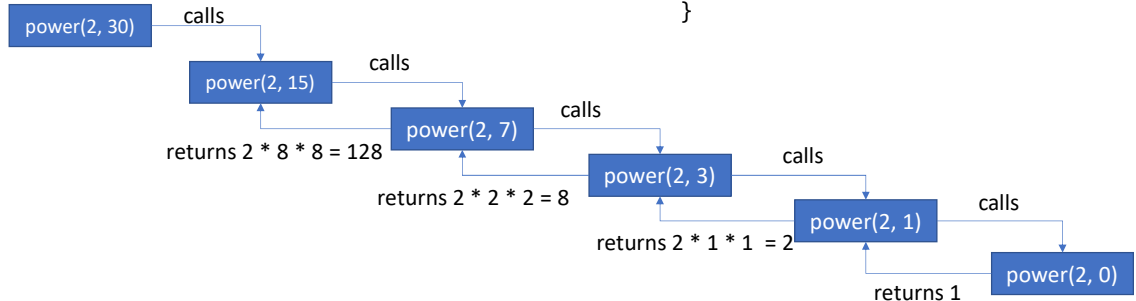 }
power(2, 30)
calls
power(2, 15)
calls
power(2, 7)
calls
returns 2 * 8 * 8 = 128
power(2, 3)
calls
returns 2 * 2 * 2 = 8
power(2, 1)
calls
returns 2 * 1 * 1  = 2
power(2, 0)
returns 1